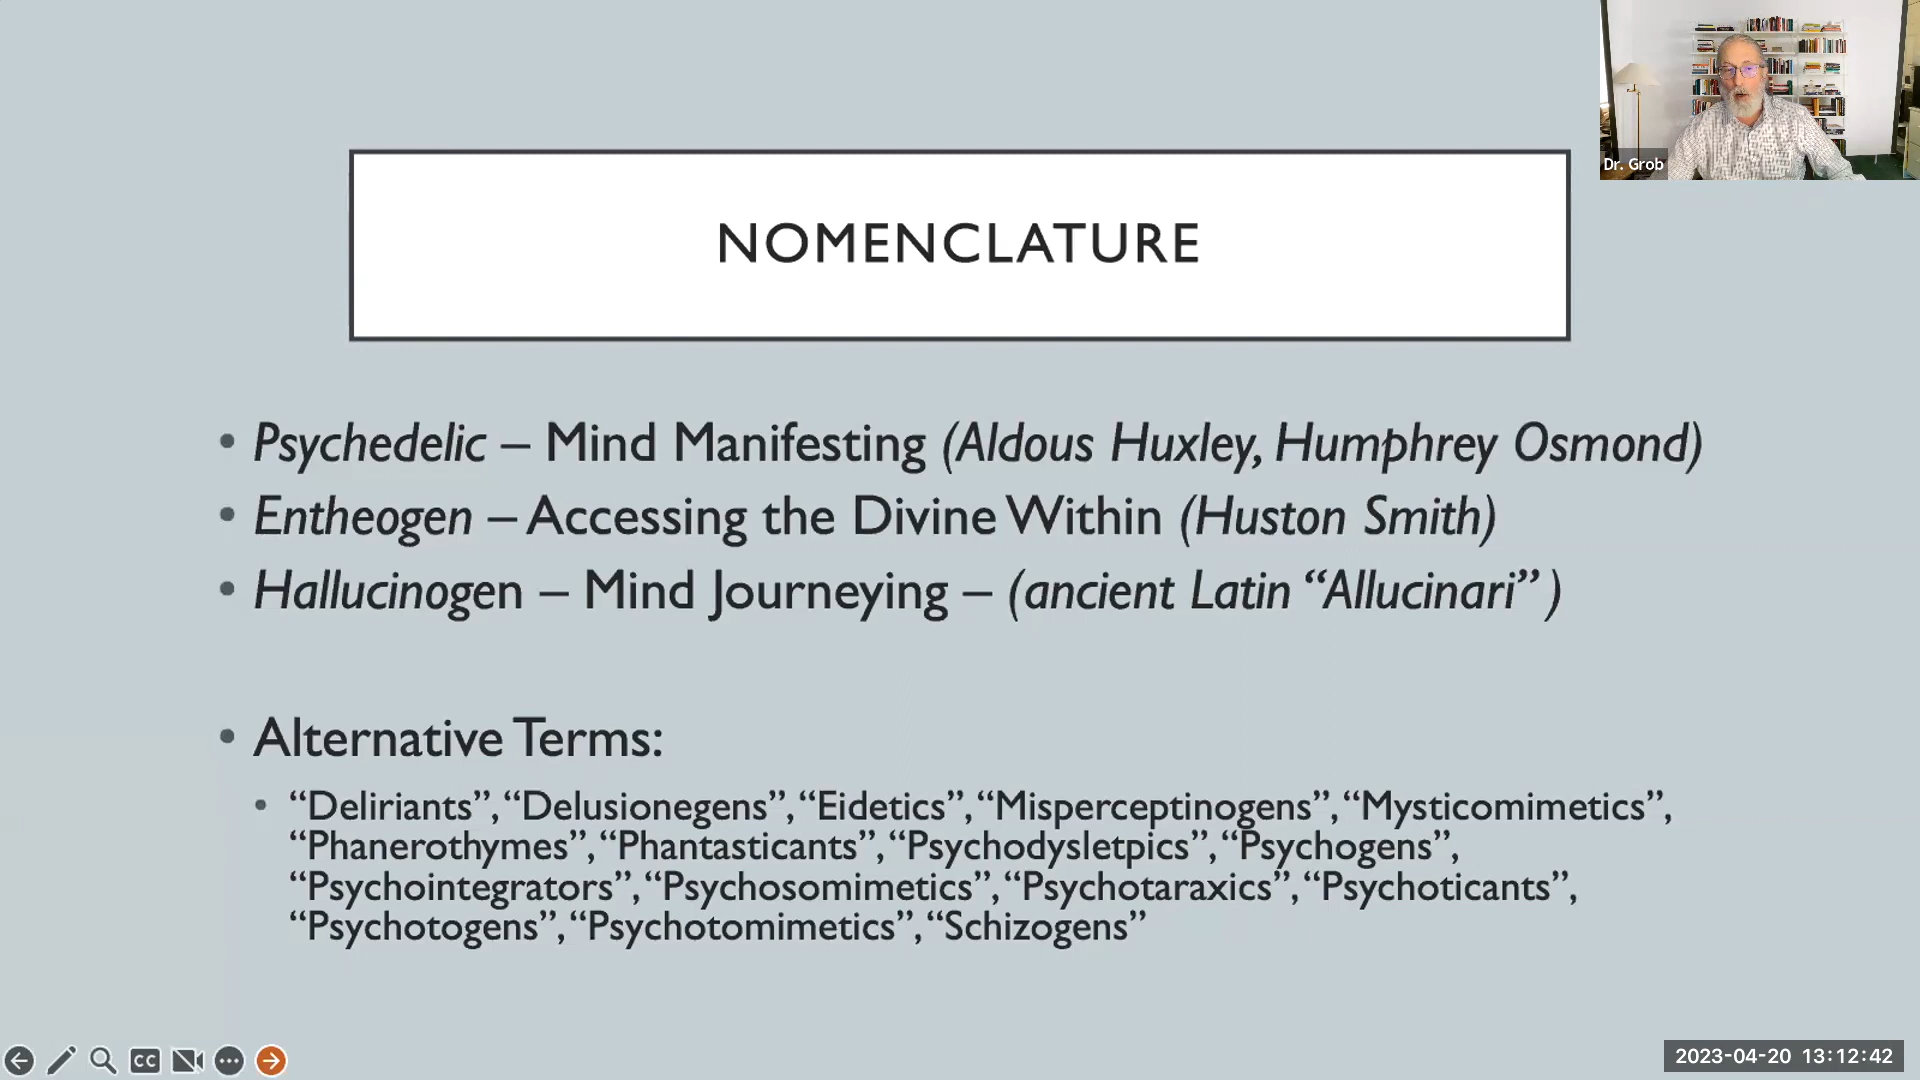 Dr. Grob
NOMENCLATURE
• Psychedelic – Mind Manifesting (Aldous Huxley, Humphrey Osmond)
• Entheogen – Accessing the Divine Within (Huston Smith)
• Hallucinogen – Mind Journeying – (ancient Latin “Allucinari” )
• Alternative Terms:
• “Deliriants”, “Delusionegens”, “Eidetics”, “Misperceptinogens”, “Mysticomimetics”,
“Phanerothymes”, “Phantasticants”, “Psychodysletpics”, “Psychogens”,
“Psychointegrators”, “Psychosomimetics”, “Psychotaraxics”, “Psychoticants”,
“Psychotogens”, “Psychotomimetics”, “Schizogens”
CC
2023-04-20 13:12:42